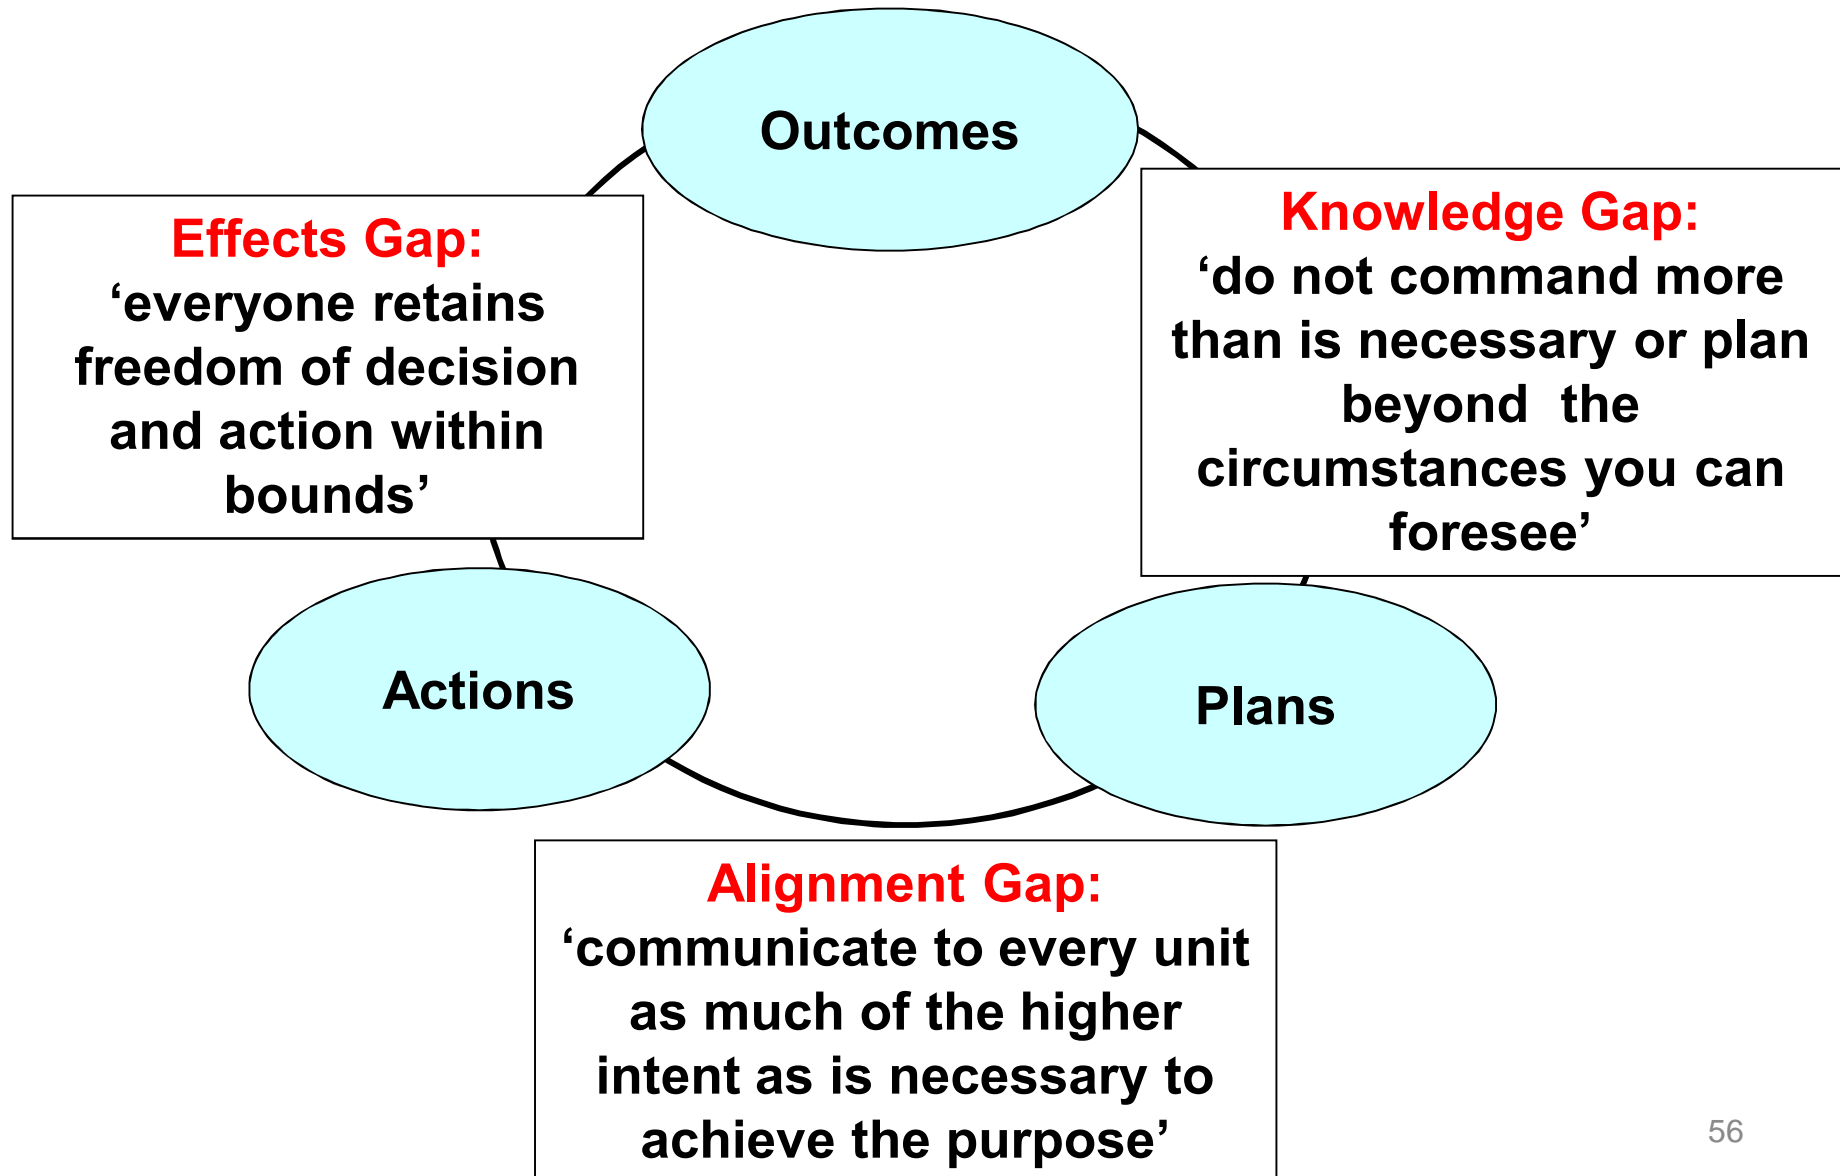 Outcomes
Effects Gap:
‘everyone retains
freedom of decision
and action within
bounds’
Knowledge Gap:
‘do not command more
than is necessary or plan
beyond  the
circumstances you can
foresee’
Actions
Plans
Alignment Gap:
‘communicate to every unit
as much of the higher
intent as is necessary to
achieve the purpose’
56